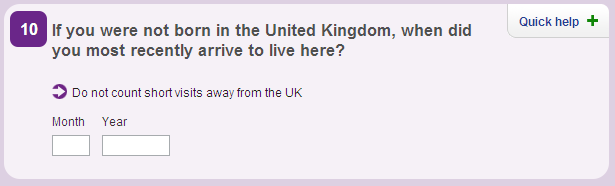 10
If you were not born in the United Kingdom, when did
you most recently arrive to live here?
Quick help
Do not count short visits away from the UK
Month Year